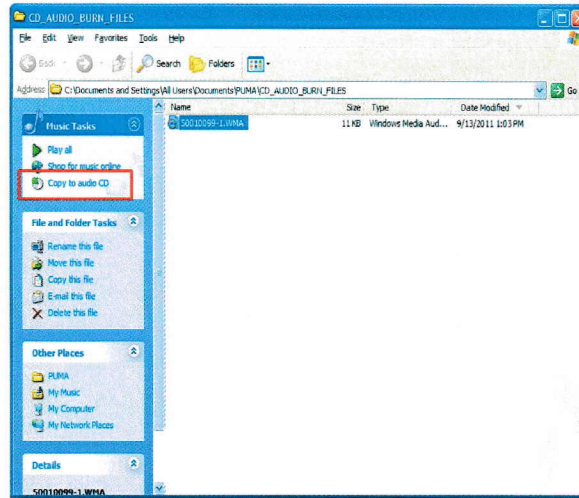 CD_AUDIO_BURN_FILES
File Edit View Favorites Tools Help
Back Search Folders
Address C:\Documents and Settings\All Users\Documents\PUMA\CD_AUDIO_BURN_FILES Go
Name Size Type Date Modified
50010099-1.WMA 11 KB Windows Media Aud... 9/13/2011 1:03 PM
Music Tasks
Play all
Shop for music online
Copy to audio CD
File and Folder Tasks
Rename this file
Move this file
Copy this file
E-mail this file
Delete this file
Other Places
PUMA
My Music
My Computer
My Network Places
Details
50010099-1.WMA